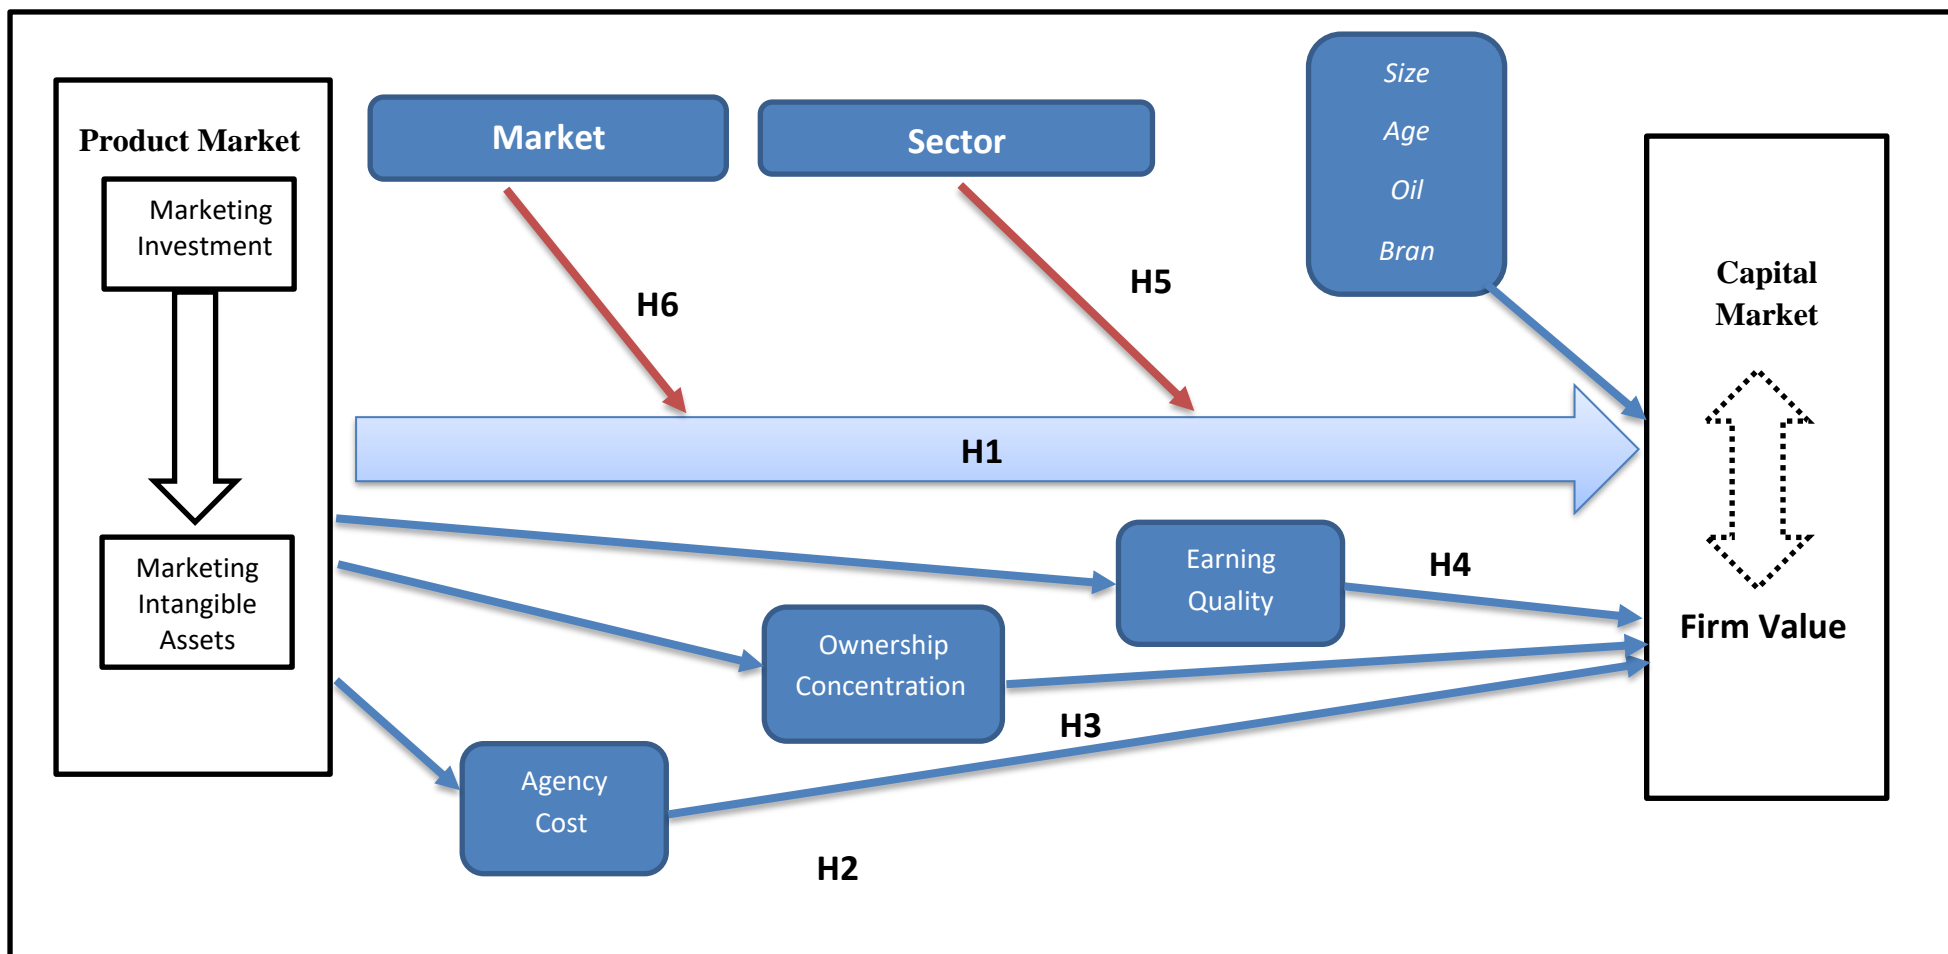 Product Market
Marketing
Investment
Marketing
Intangible
Assets
Market
Sector
Size
Age
Oil
Bran
H6
H5
H1
Earning
Quality
H4
Ownership
Concentration
H3
Agency
Cost
H2
Capital
Market
Firm Value